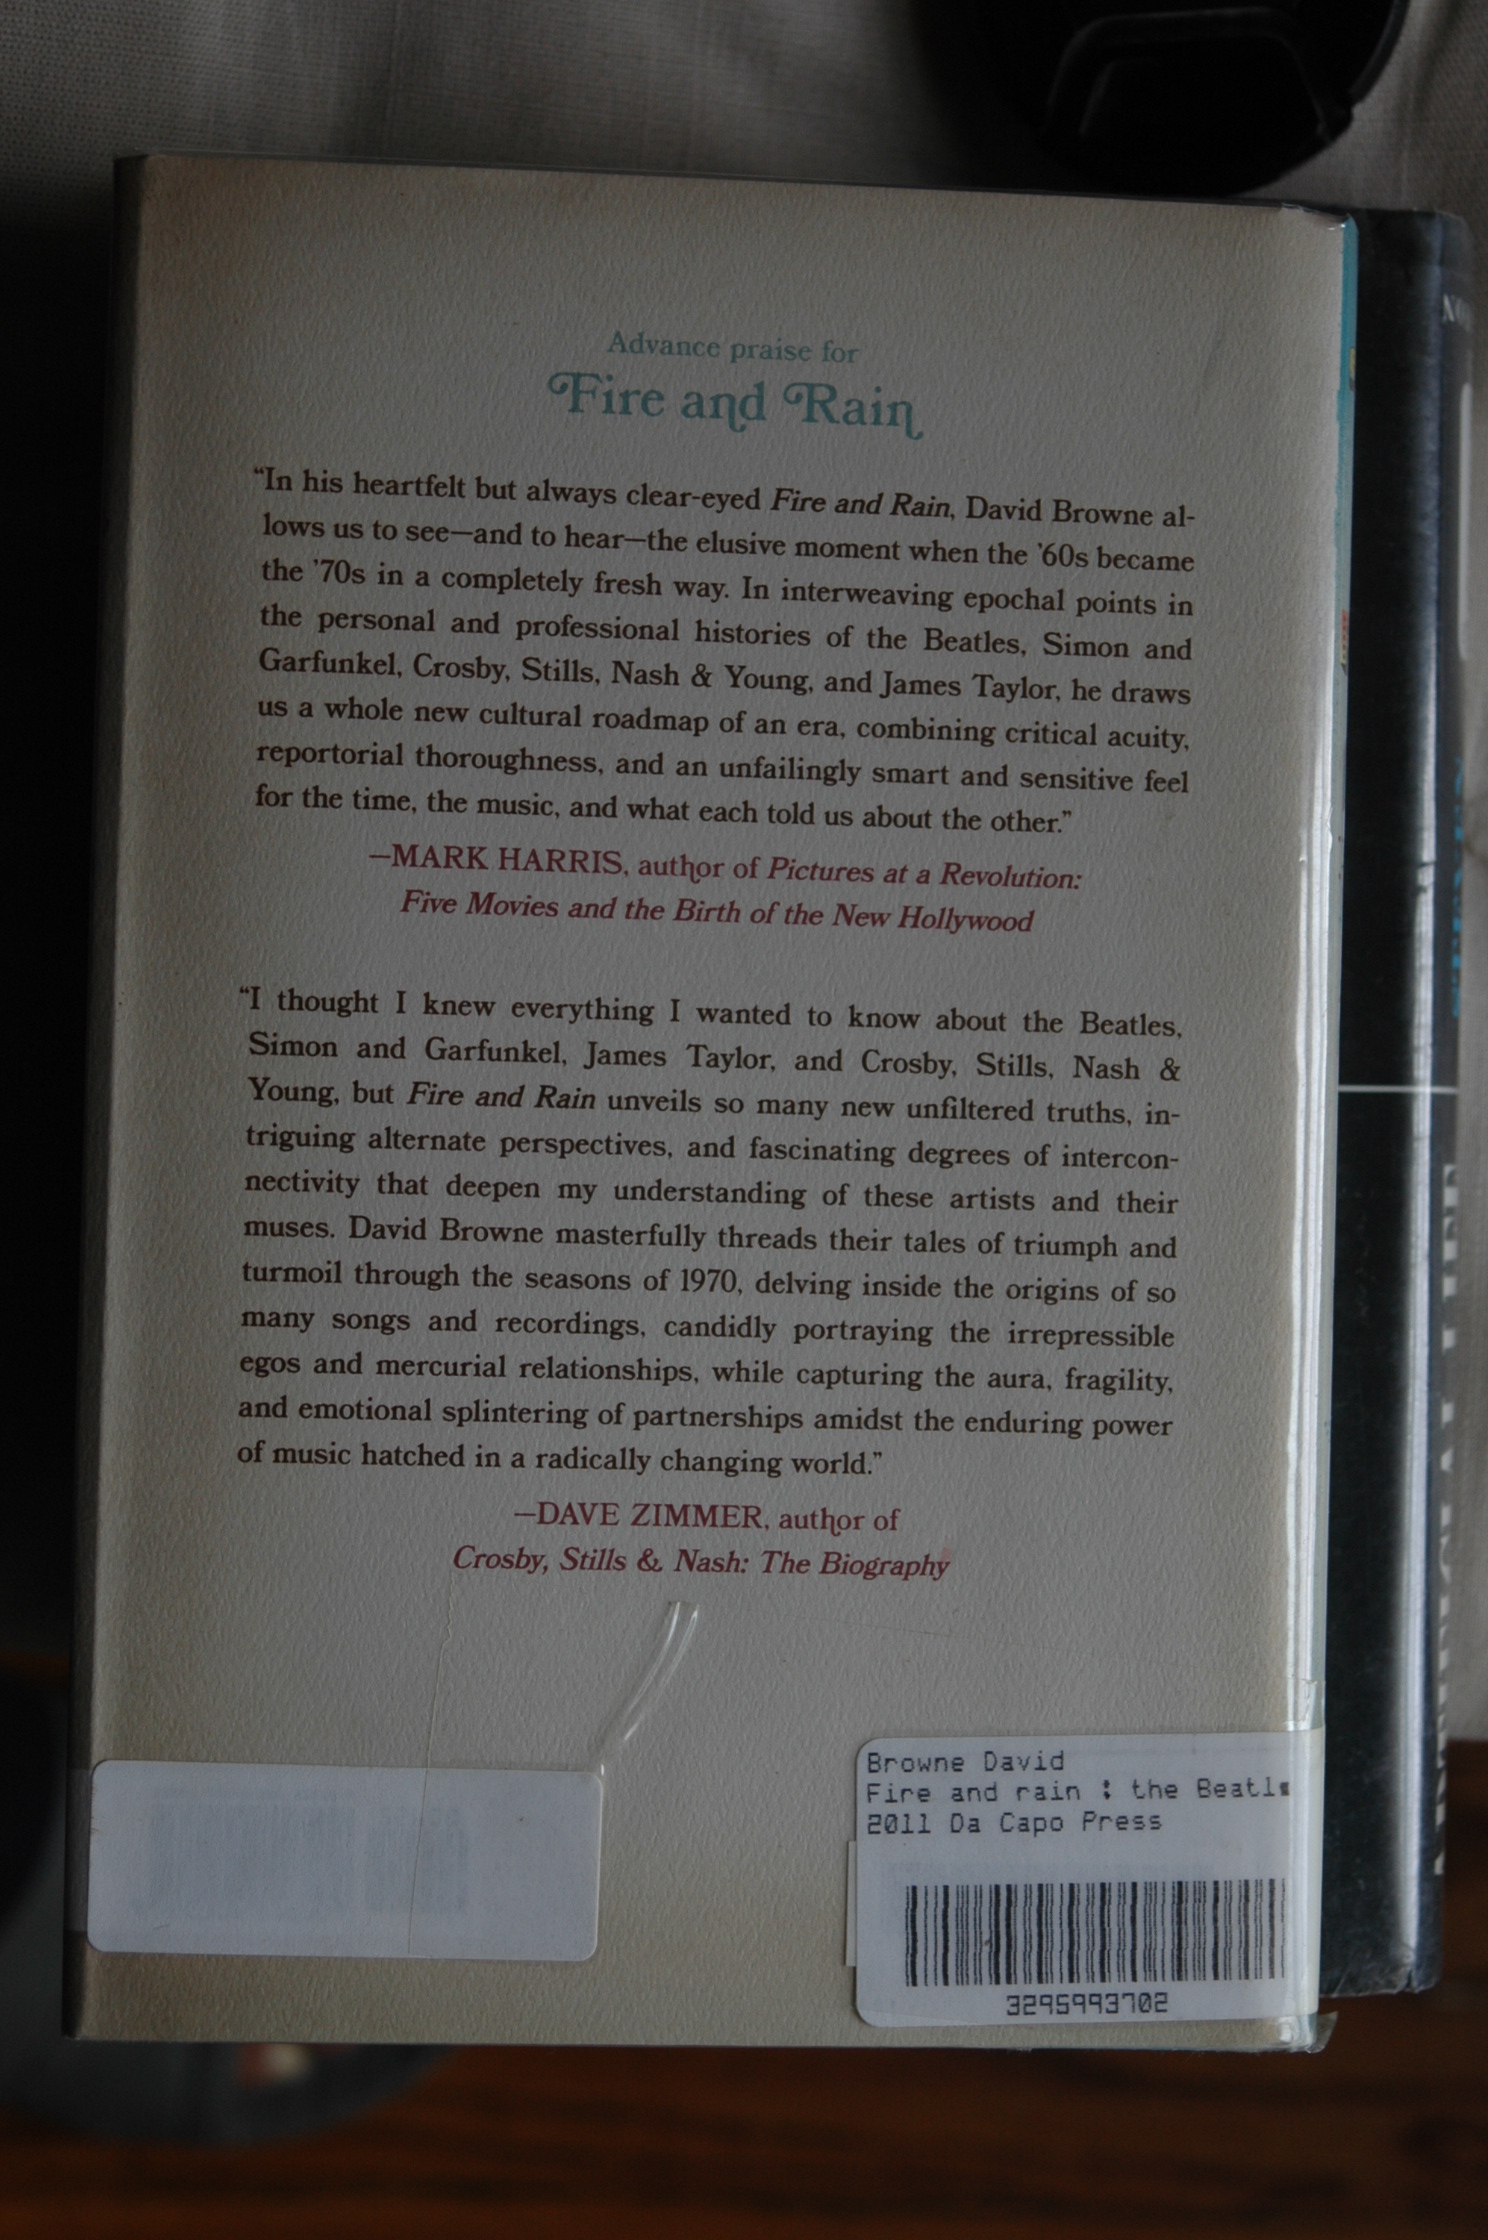 Advance praise for
Fire and Rain
“In his heartfelt but always clear-eyed Fire and Rain, David Browne al-
lows us to see—and to hear—the elusive moment when the ’60s became
the ’70s in a completely fresh way. In interweaving epochal points in
the personal and professional histories of the Beatles, Simon and
Garfunkel, Crosby, Stills, Nash & Young, and James Taylor, he draws
us a whole new cultural roadmap of an era, combining critical acuity,
reportorial thoroughness, and an unfailingly smart and sensitive feel
for the time, the music, and what each told us about the other.”
—MARK HARRIS, author of Pictures at a Revolution:
Five Movies and the Birth of the New Hollywood
“I thought I knew everything I wanted to know about the Beatles,
Simon and Garfunkel, James Taylor, and Crosby, Stills, Nash &
Young, but Fire and Rain unveils so many new unfiltered truths, in-
triguing alternate perspectives, and fascinating degrees of intercon-
nectivity that deepen my understanding of these artists and their
muses. David Browne masterfully threads their tales of triumph and
turmoil through the seasons of 1970, delving inside the origins of so
many songs and recordings, candidly portraying the irrepressible
egos and mercurial relationships, while capturing the aura, fragility,
and emotional splintering of partnerships amidst the enduring power
of music hatched in a radically changing world.”
—DAVE ZIMMER, author of
Crosby, Stills & Nash: The Biography
Browne David
Fire and rain : the Beatle
2011 Da Capo Press
3295993702